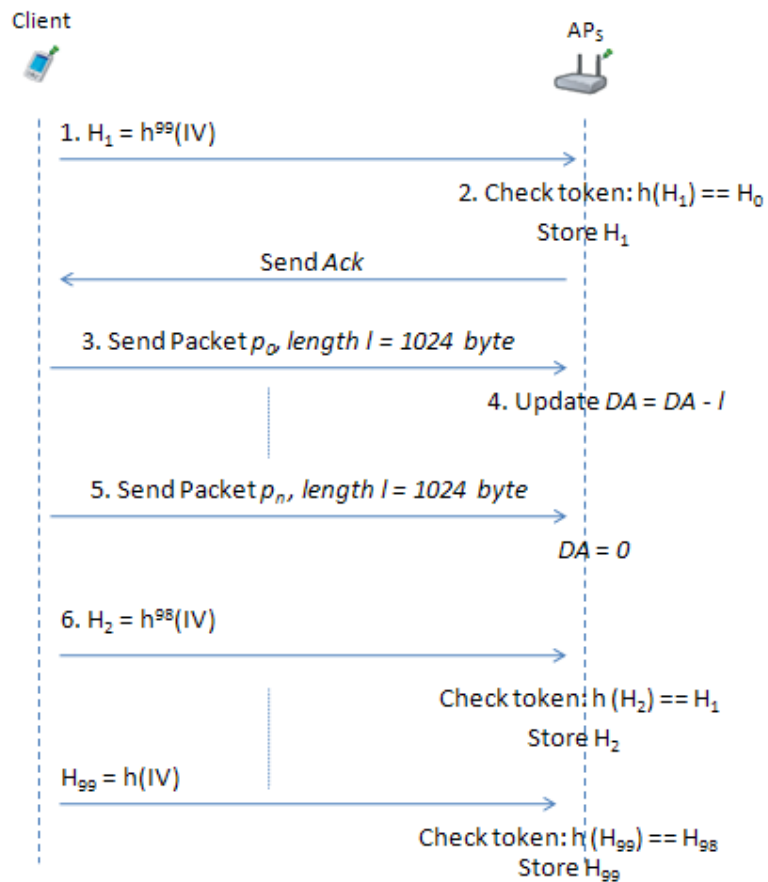 Client
APS
1. H₁ = h⁹⁹(IV)
2. Check token: h(H₁) == H₀
Store H₁
Send Ack
3. Send Packet p₀, length l = 1024 byte
4. Update DA = DA - l
5. Send Packet pₙ, length l = 1024 byte
DA = 0
6. H₂ = h⁹⁸(IV)
Check token: h (H₂) == H₁
Store H₂
H₉₉ = h(IV)
Check token: h (H₉₉) == H₉₈
Store H₉₉